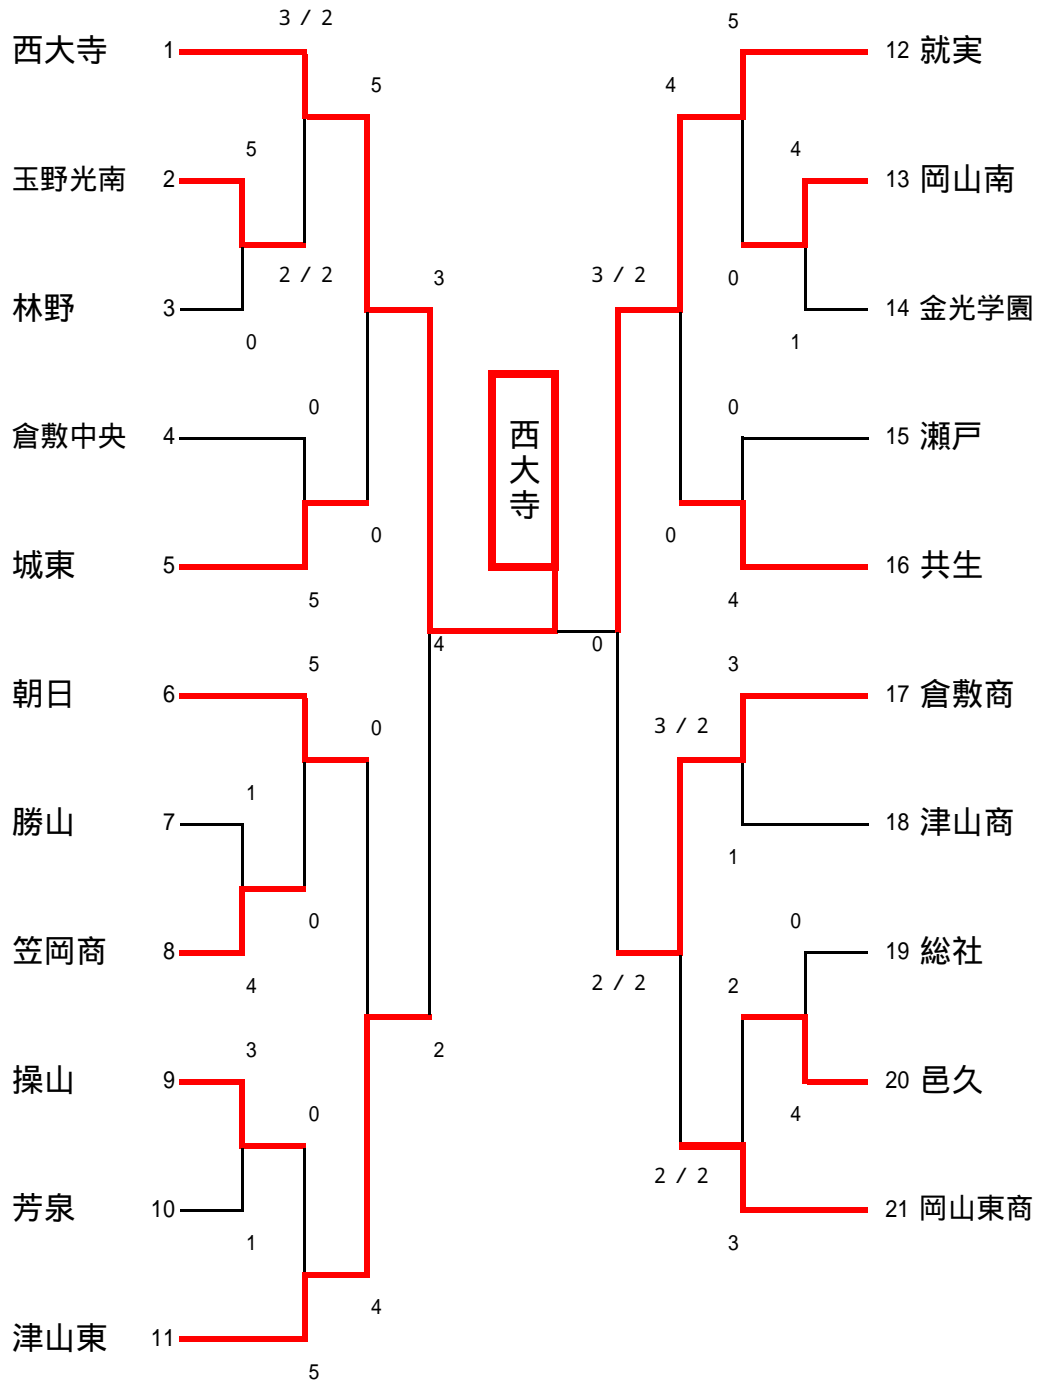 3 / 2
5
西大寺 1
12 就実
5
4
5
4
玉野光南 2
13 岡山南
2 / 2
3
3 / 2
0
林野 3
14 金光学園
0
1
0
0
倉敷中央 4
西大寺
15 瀬戸
0
0
城東 5
16 共生
5
4
4
0
5
3
朝日 6
17 倉敷商
0
3 / 2
1
勝山 7
18 津山商
1
0
0
笠岡商 8
19 総社
4
2 / 2
2
3
2
操山 9
20 邑久
0
4
2 / 2
芳泉 10
21 岡山東商
1
3
4
津山東 11
5